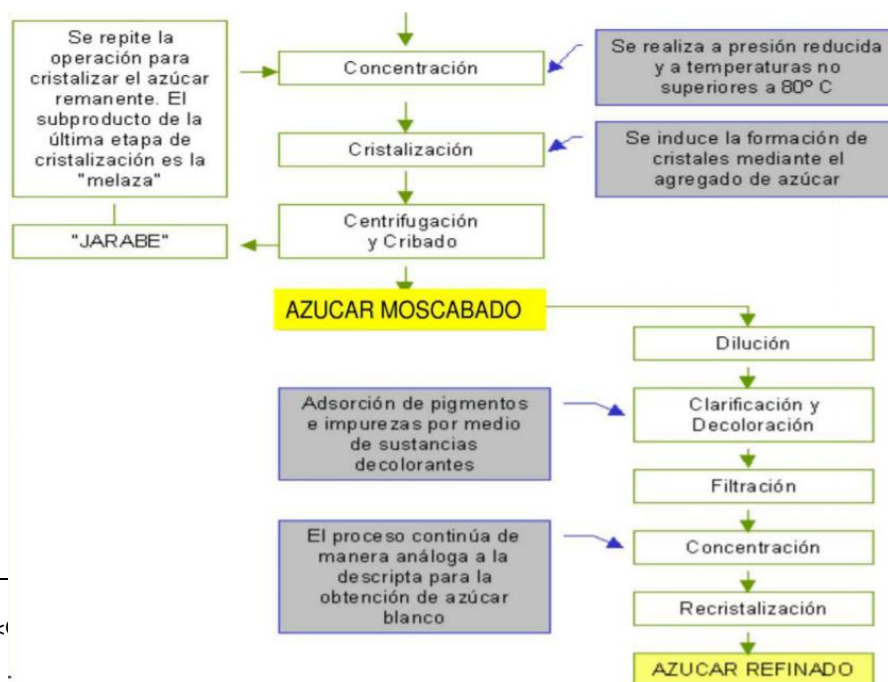 Se repite la
operación para
cristalizar el azúcar
remanente. El
subproducto de la
última etapa de
cristalización es la
"melaza"
Concentración
Se realiza a presión reducida
y a temperaturas no
superiores a 80º C
Cristalización
Se induce la formación de
cristales mediante el
agregado de azúcar
Centrifugación
y Cribado
"JARABE"
AZUCAR MOSCABADO
Dilución
Adsorción de pigmentos
e impurezas por medio
de sustancias
decolorantes
Clarificación y
Decoloración
Filtración
El proceso continúa de
manera análoga a la
descripta para la
obtención de azúcar
blanco
Concentración
Recristalización
AZUCAR REFINADO